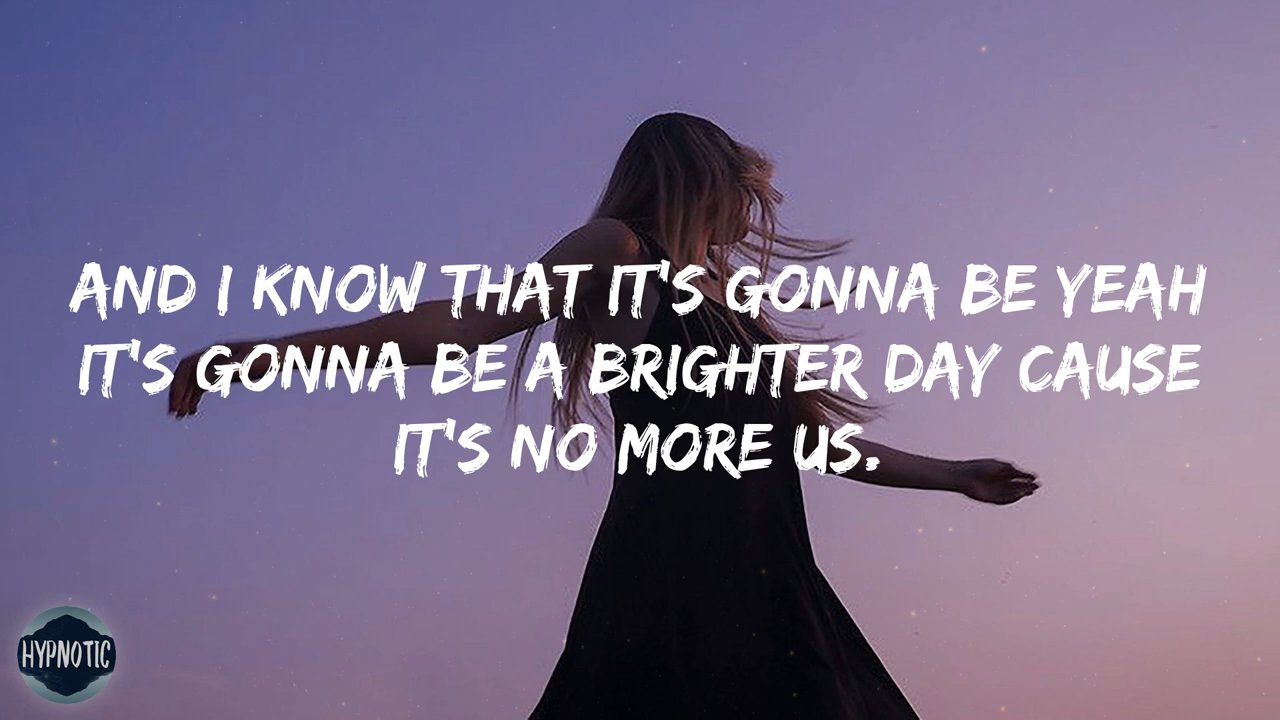 AND I KNOW THAT IT'S GONNA BE YEAH
IT'S GONNA BE A BRIGHTER DAY CAUSE
IT'S NO MORE US.
HYPNOTIC